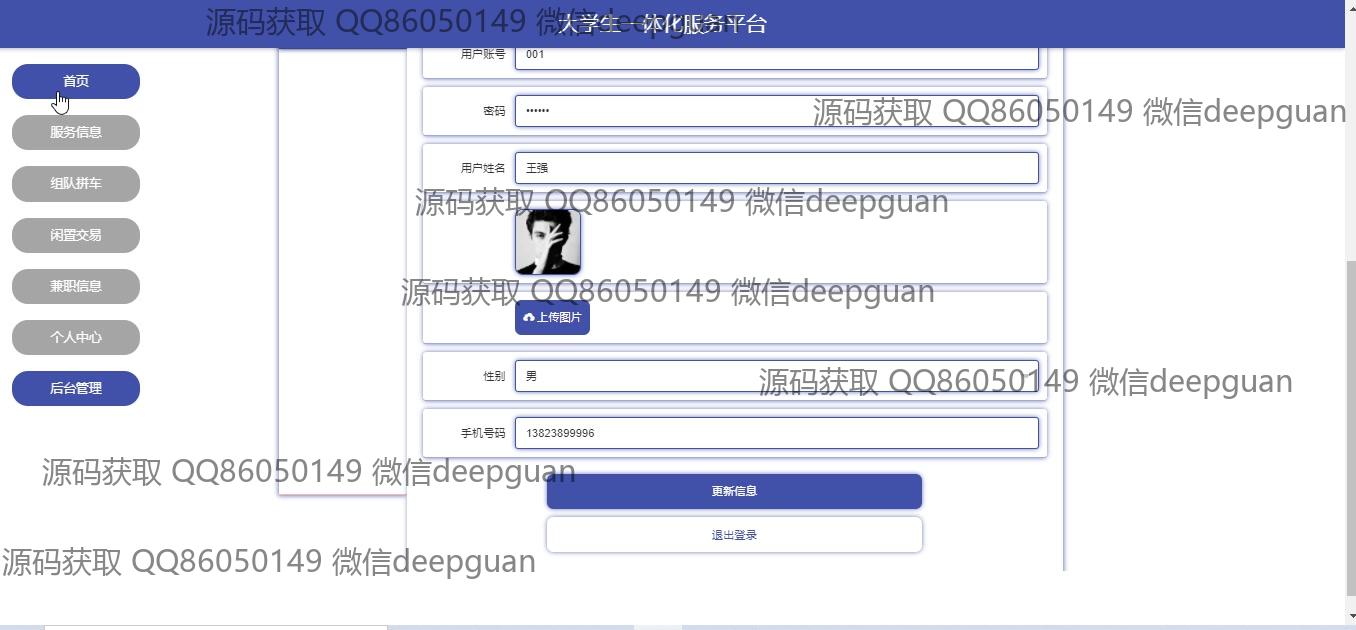 大学生一体化服务平台
源码获取 QQ86050149 微信deepguan
首页
服务信息
组队拼车
闲置交易
兼职信息
个人中心
后台管理
用户账号 001
密码 ••••••
源码获取 QQ86050149 微信deepguan
用户姓名 王强
源码获取 QQ86050149 微信deepguan
源码获取 QQ86050149 微信deepguan
上传图片
性别 男
源码获取 QQ86050149 微信deepguan
手机号码 13823899996
源码获取 QQ86050149 微信deepguan
更新信息
退出登录
源码获取 QQ86050149 微信deepguan